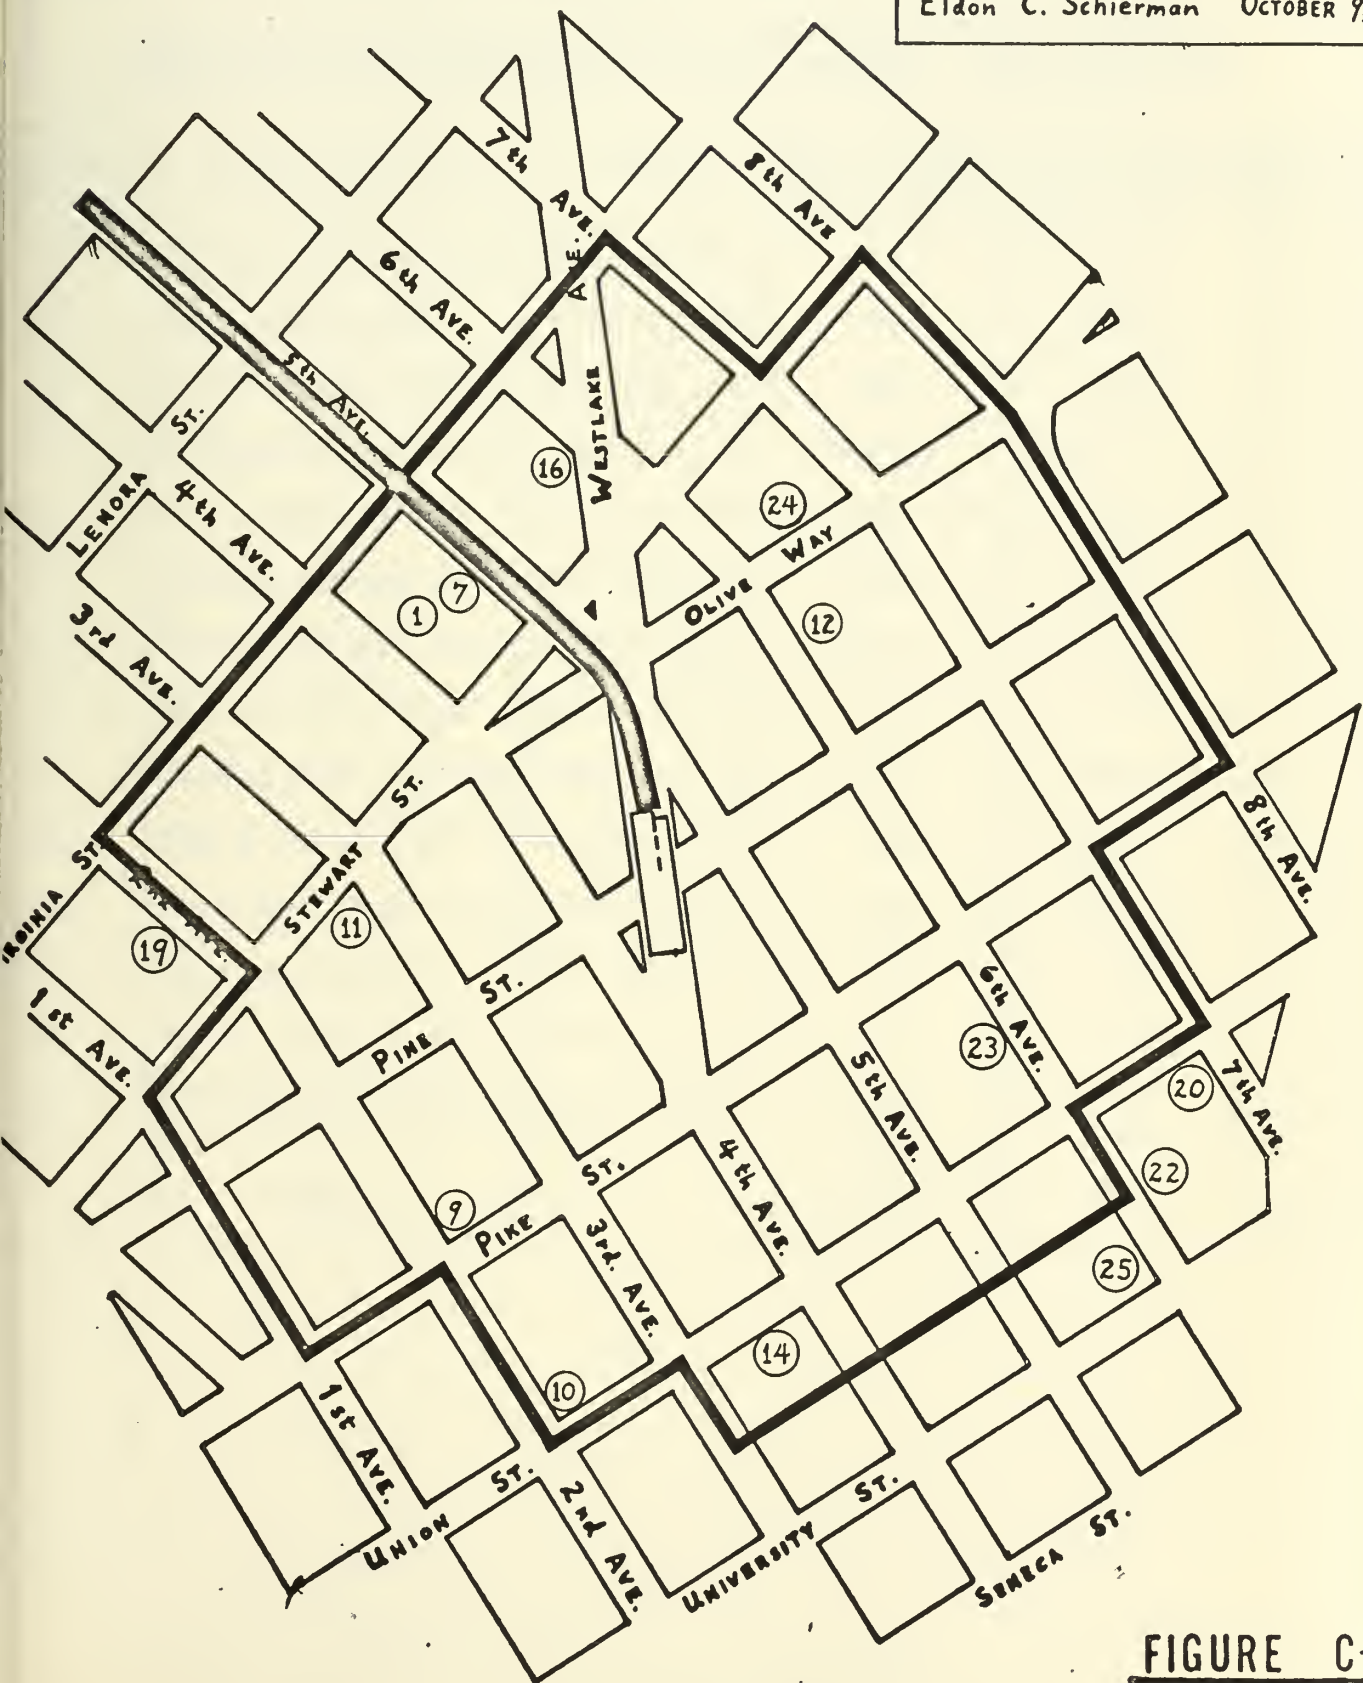 Eldon C. Schierman OCTOBER
7th AVE.
8th AVE
6th AVE.
AVE.
5th AVE.
WESTLAKE
16
ST.
LENORA
4th AVE.
24
OLIVE WAY
7
1
12
3rd AVE.
ST.
STEWART
8th AVE.
ST.
2nd AVE.
19
11
1st AVE.
ST.
PINE
6th AVE.
23
5th AVE.
20
7th AVE.
22
4th AVE.
ST.
PIKE
9
3rd. AVE.
25
14
10
1st AVE.
ST.
UNION
2nd AVE.
ST.
UNIVERSITY
ST.
SENECA
FIGURE